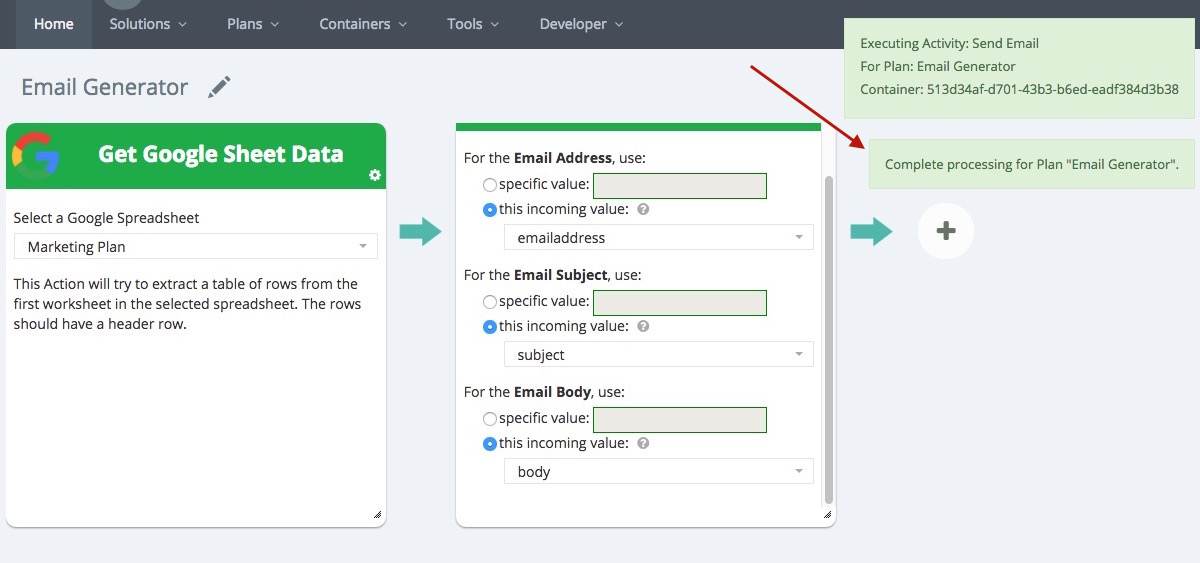 Home
Solutions
Plans
Containers
Tools
Developer
Executing Activity: Send Email
For Plan: Email Generator
Container: 513d34af-d701-43b3-b6ed-eadf384d3b38
Complete processing for Plan "Email Generator".
Email Generator
Get Google Sheet Data
Select a Google Spreadsheet
Marketing Plan
This Action will try to extract a table of rows from the
first worksheet in the selected spreadsheet. The rows
should have a header row.
For the Email Address, use:
specific value:
this incoming value: ?
emailaddress
For the Email Subject, use:
specific value:
this incoming value: ?
subject
For the Email Body, use:
specific value:
this incoming value: ?
body